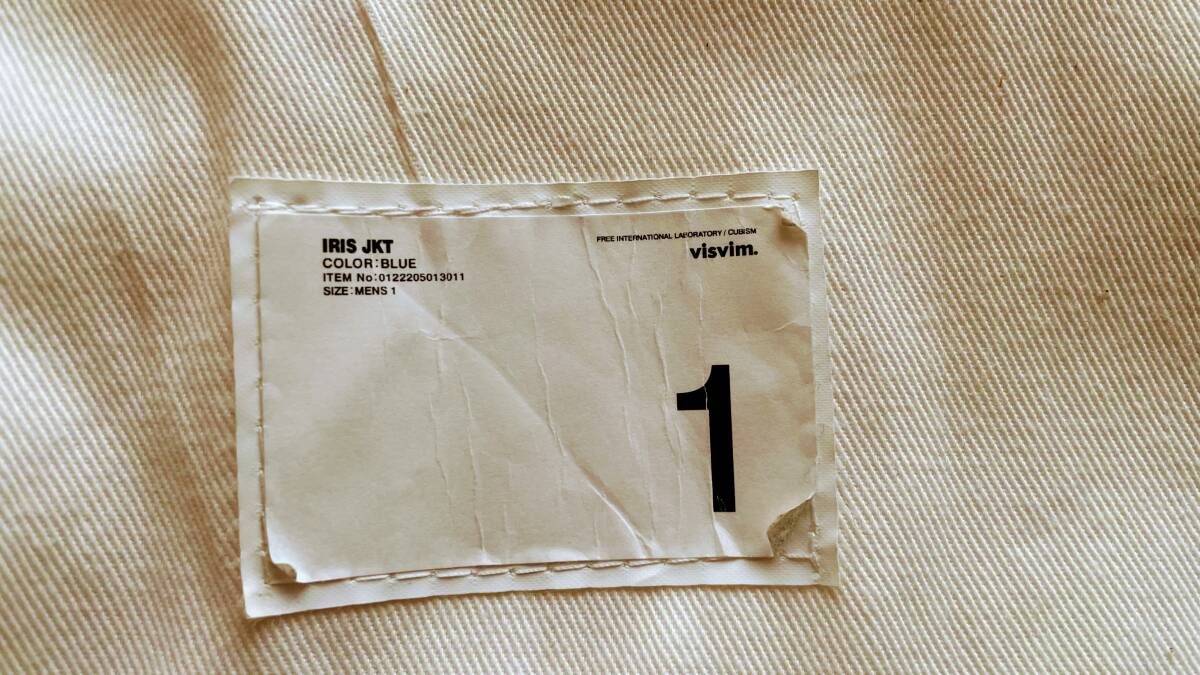 IRIS JKT
COLOR:BLUE
ITEM No:0122205013011
SIZE:MENS 1
FREE INTERNATIONAL LABORATORY / CUBISM
visvim.
1